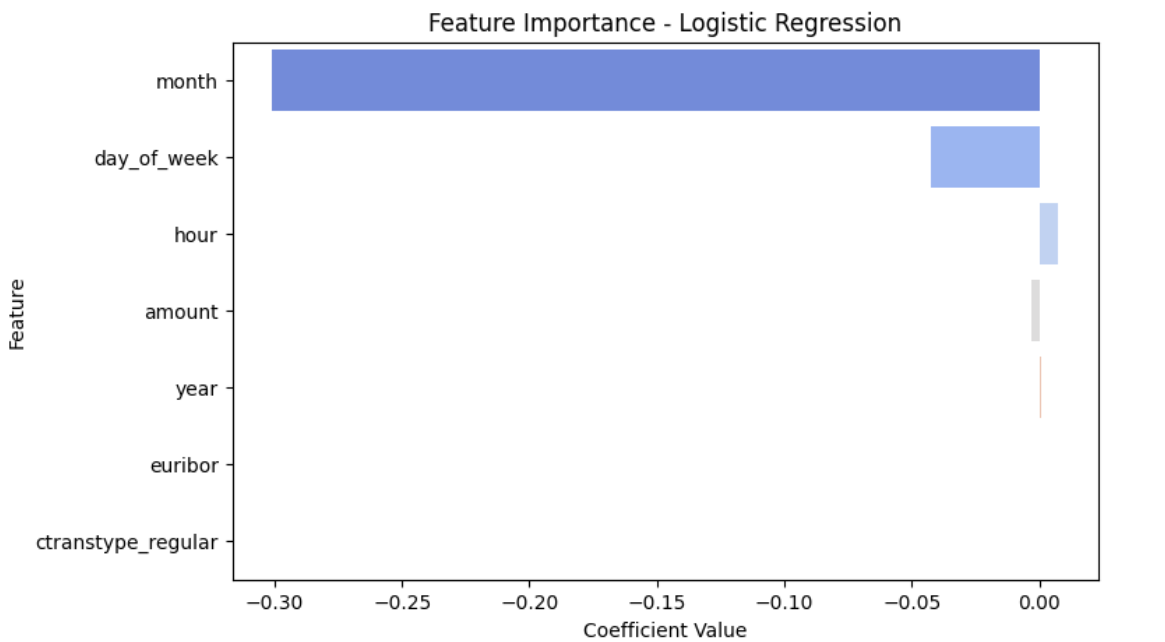 Feature Importance - Logistic Regression
month
day_of_week
hour
amount
year
euribor
ctranstype_regular
Feature
−0.30 −0.25 −0.20 −0.15 −0.10 −0.05 0.00
Coefficient Value